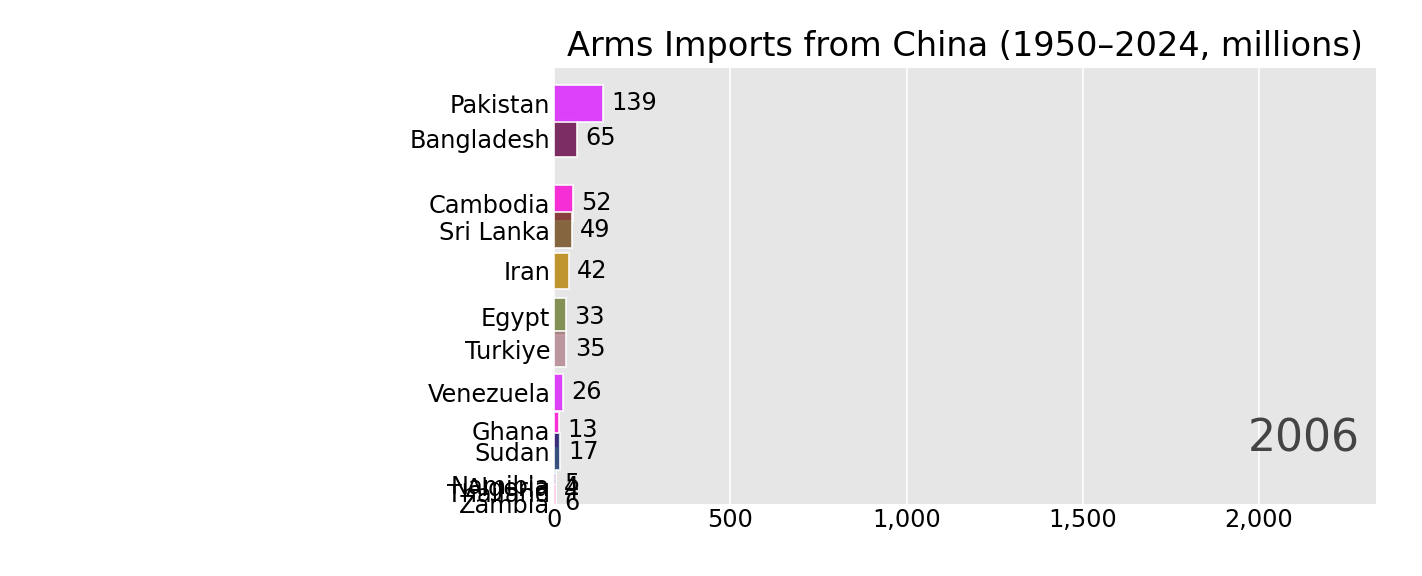 Arms Imports from China (1950–2024, millions)
Pakistan 139
Bangladesh 65
Cambodia 52
Sri Lanka 49
Iran 42
Egypt 33
Turkiye 35
Venezuela 26
Ghana 13
Sudan 17
2006
Namibia 5
Zambia 6
0 500 1,000 1,500 2,000